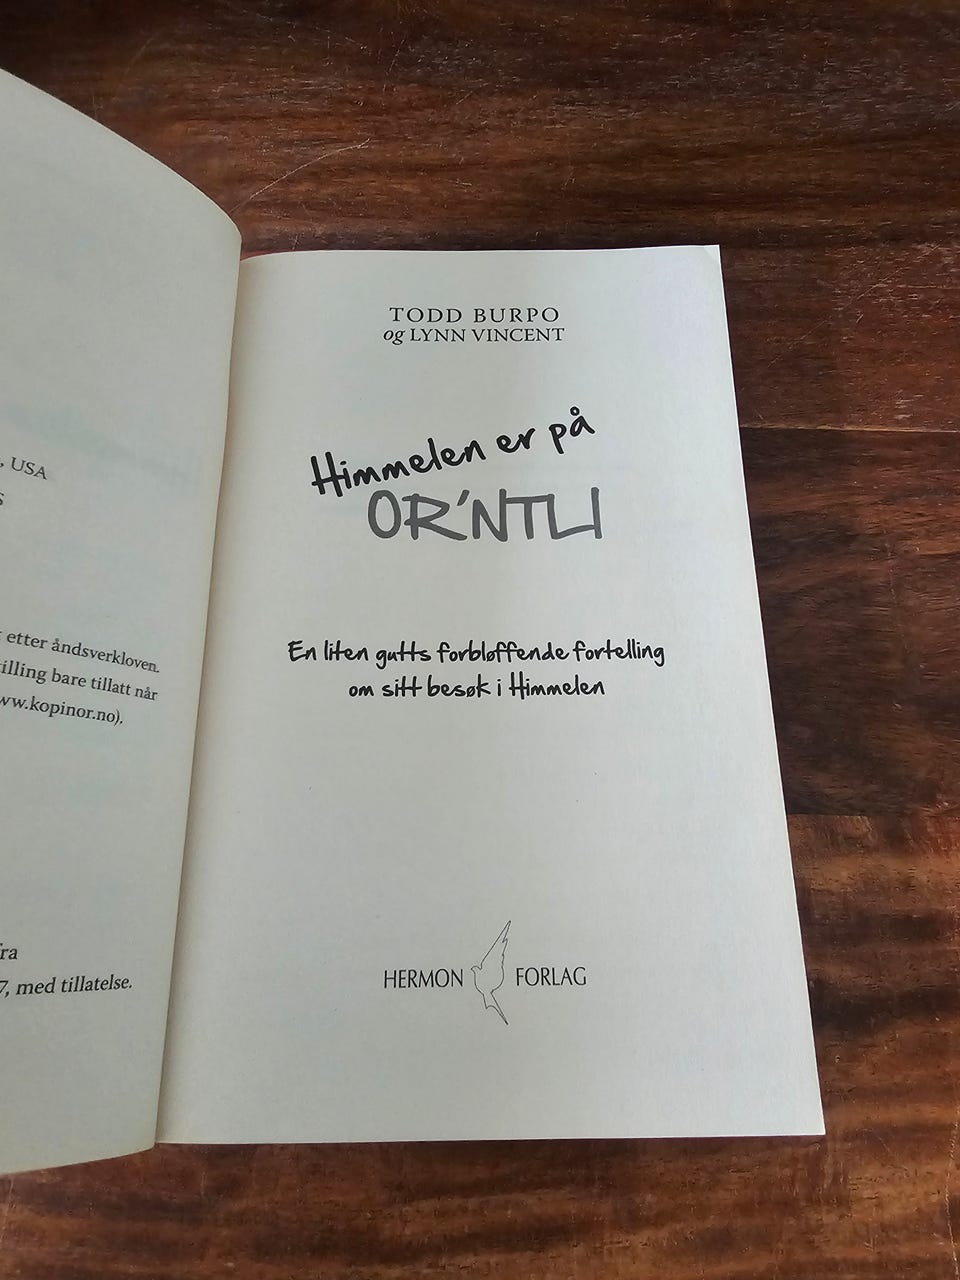 , USA
S
etter åndsverkloven.
illing bare tillatt når
ww.kopinor.no).
fra
7, med tillatelse.
TODD BURPO
og LYNN VINCENT
Himmelen er på
OR'NTLI
En liten gutts forbløffende fortelling
om sitt besøk i Himmelen
HERMON FORLAG